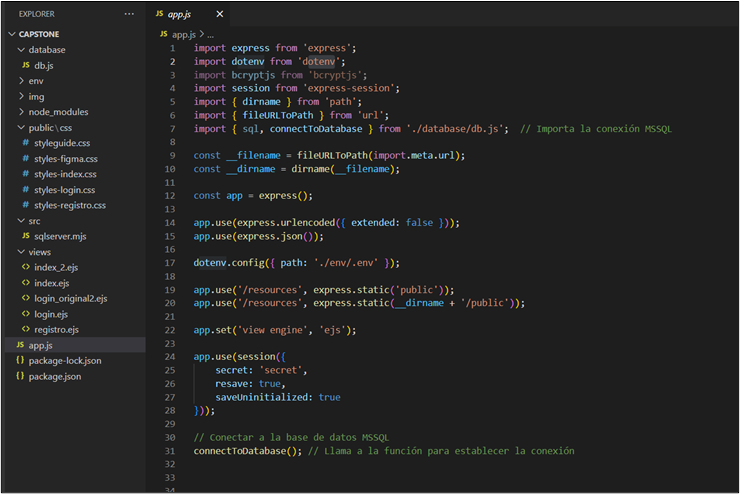 EXPLORER ...
CAPSTONE
database
JS db.js
env
img
node_modules
public \ css
# styleguide.css
# styles-figma.css
# styles-index.css
# styles-login.css
# styles-registro.css
src
JS sqlserver.mjs
views
<> index_2.ejs
<> index.ejs
<> login_original2.ejs
<> login.ejs
<> registro.ejs
JS app.js
{} package-lock.json
{} package.json
JS app.js ×
JS app.js > ...
1 import express from 'express';
2 import dotenv from 'dotenv';
3 import bcryptjs from 'bcryptjs';
4 import session from 'express-session';
5 import { dirname } from 'path';
6 import { fileURLToPath } from 'url';
7 import { sql, connectToDatabase } from './database/db.js';  // Importa la conexión MSSQL
8
9 const __filename = fileURLToPath(import.meta.url);
10 const __dirname = dirname(__filename);
11
12 const app = express();
13
14 app.use(express.urlencoded({ extended: false }));
15 app.use(express.json());
16
17 dotenv.config({ path: './env/.env' });
18
19 app.use('/resources', express.static('public'));
20 app.use('/resources', express.static(__dirname + '/public'));
21
22 app.set('view engine', 'ejs');
23
24 app.use(session({
25     secret: 'secret',
26     resave: true,
27     saveUninitialized: true
28 }));
29
30 // Conectar a la base de datos MSSQL
31 connectToDatabase(); // Llama a la función para establecer la conexión
32
33
34